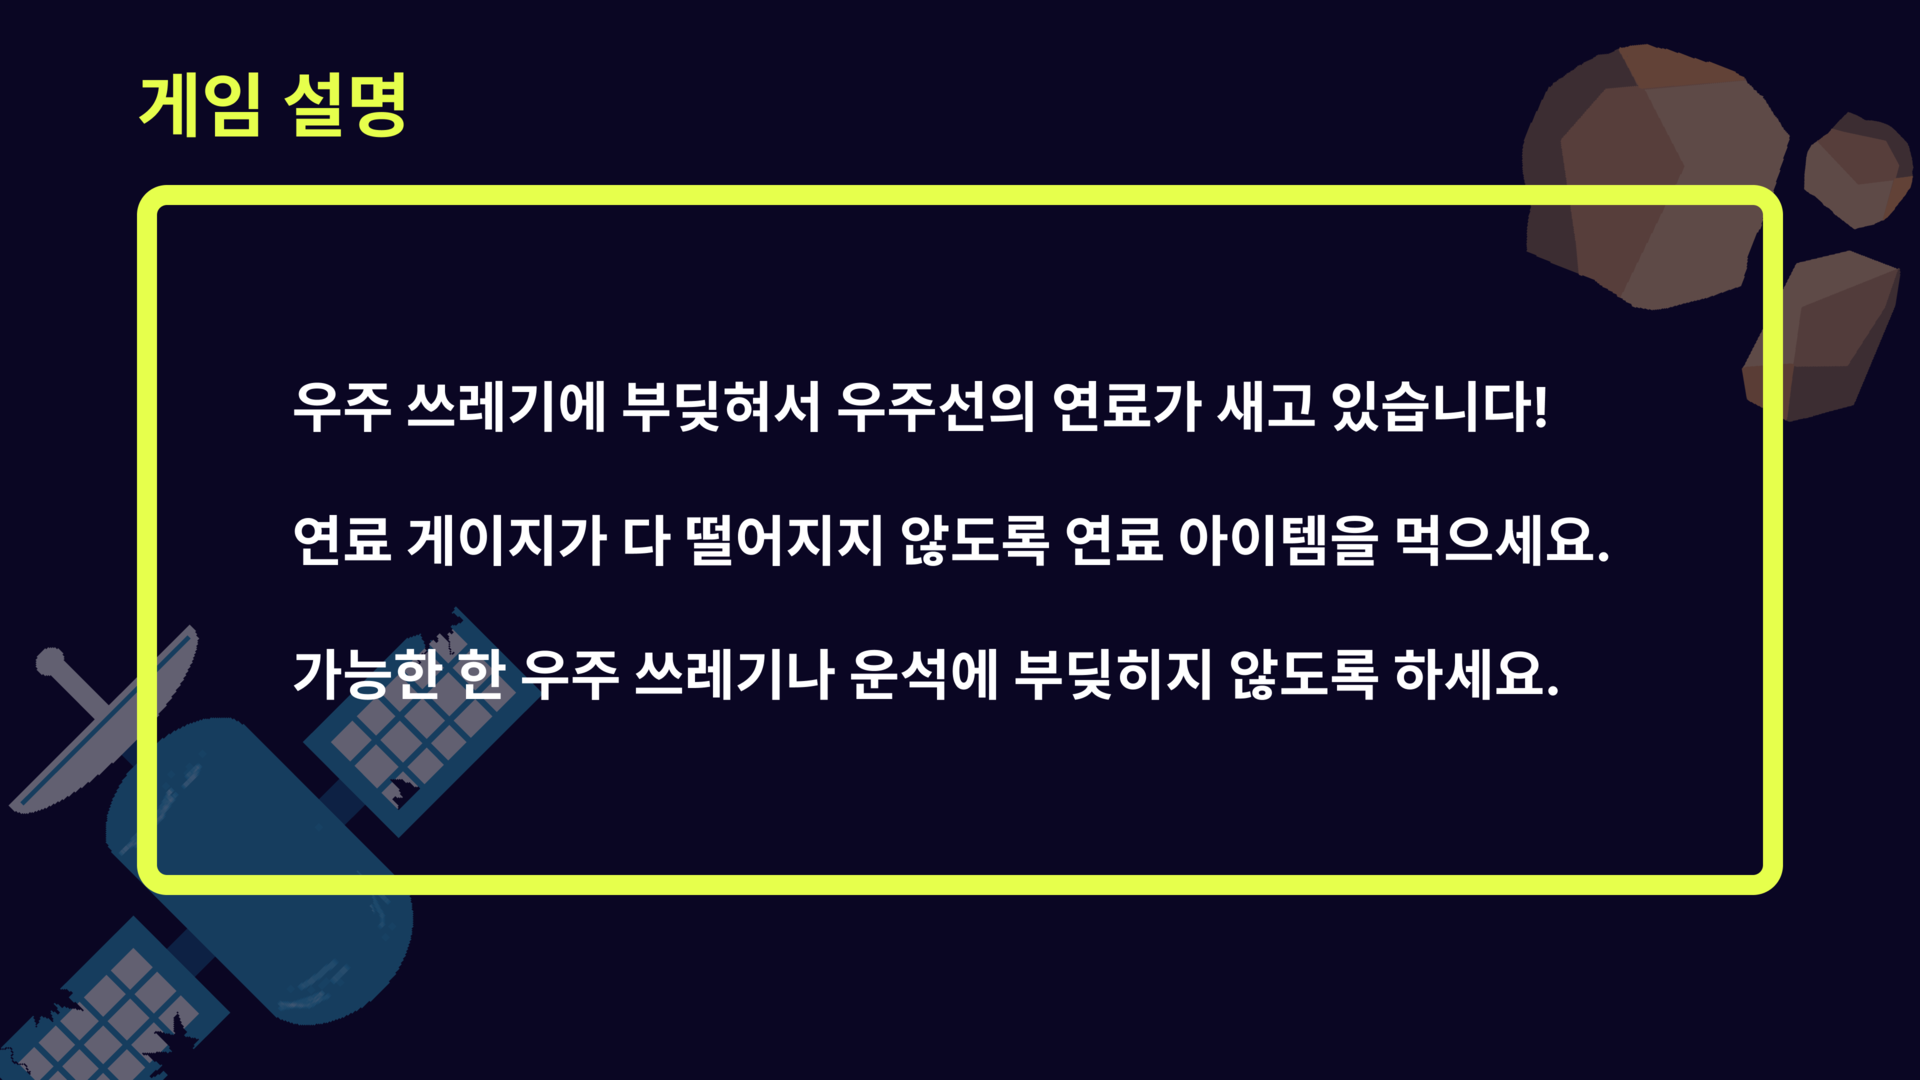 게임 설명
우주 쓰레기에 부딪혀서 우주선의 연료가 새고 있습니다!
연료 게이지가 다 떨어지지 않도록 연료 아이템을 먹으세요.
가능한 한 우주 쓰레기나 운석에 부딪히지 않도록 하세요.